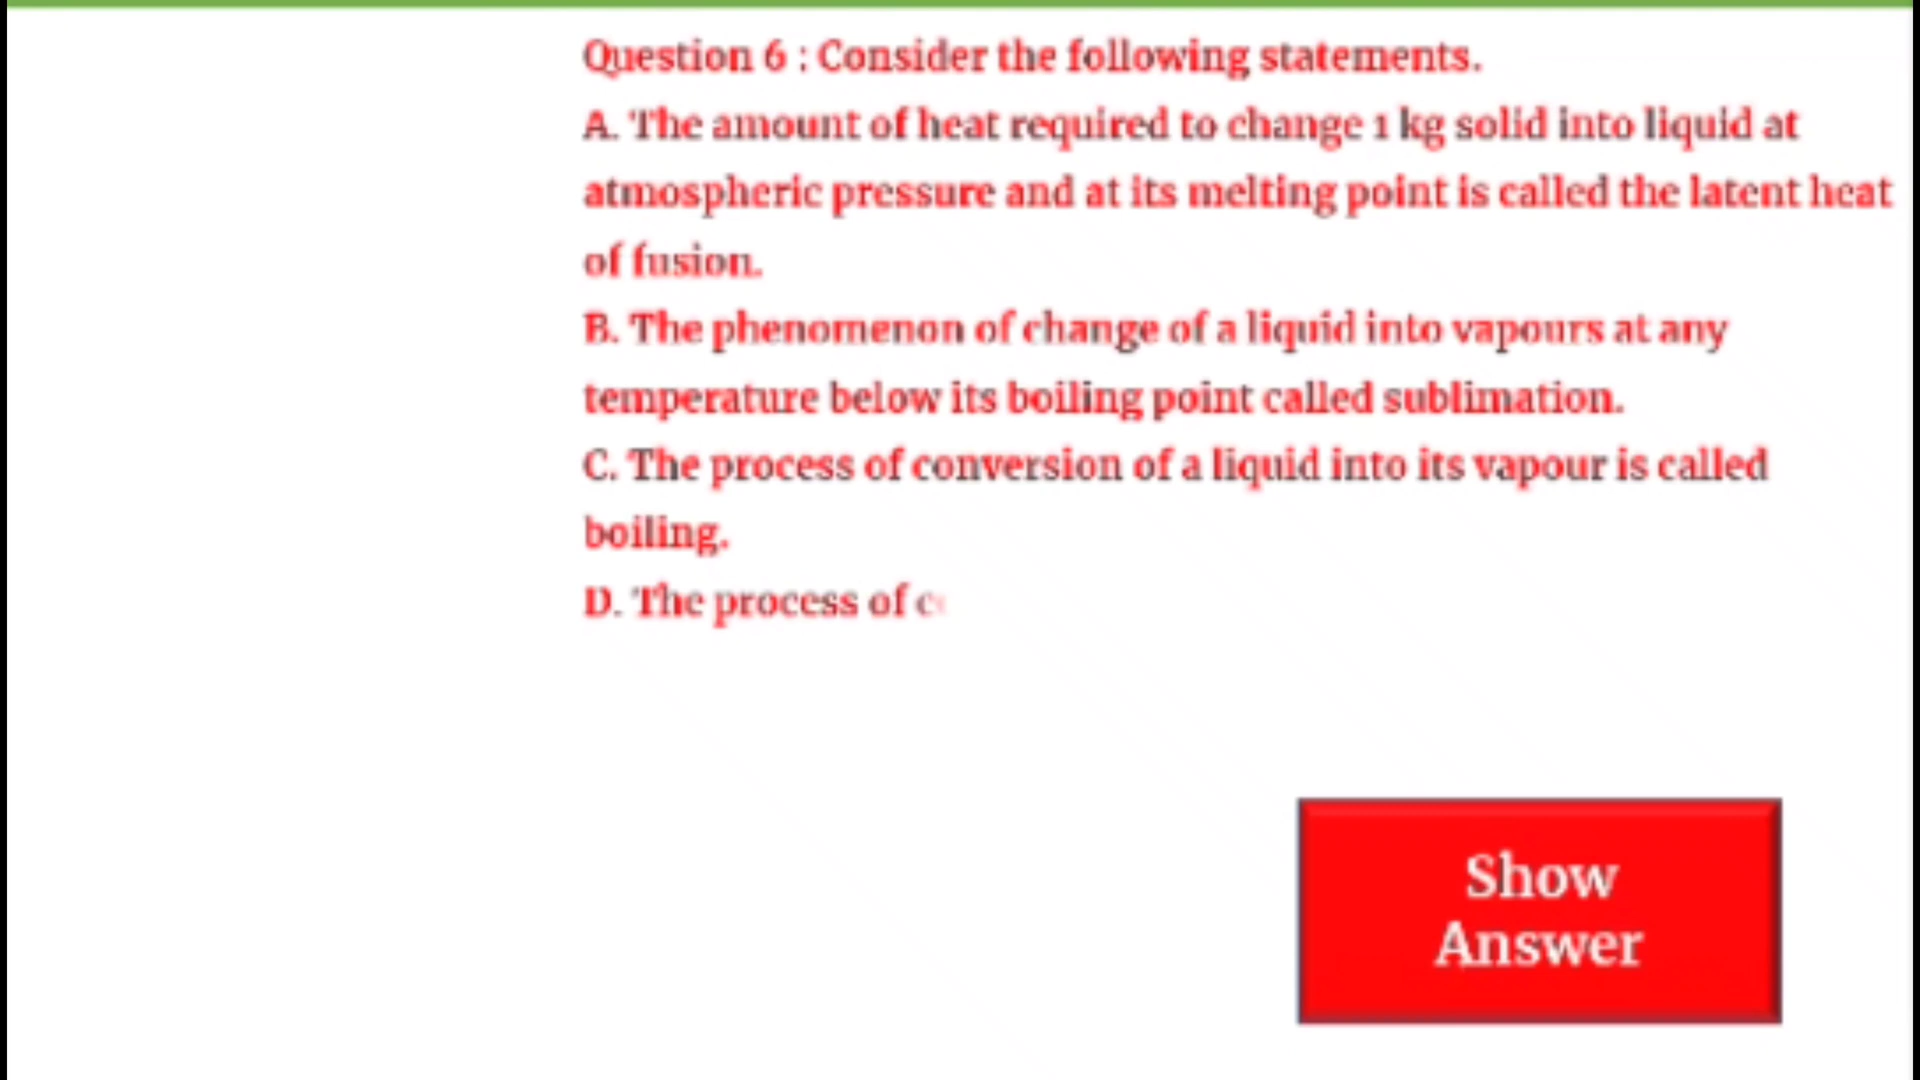 Question 6 : Consider the following statements.
A. The amount of heat required to change 1 kg solid into liquid at
atmospheric pressure and at its melting point is called the latent heat
of fusion.
B. The phenomenon of change of a liquid into vapours at any
temperature below its boiling point called sublimation.
C. The process of conversion of a liquid into its vapour is called
boiling.
D. The process of
Show
Answer